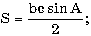 S = bc sin A / 2 ;